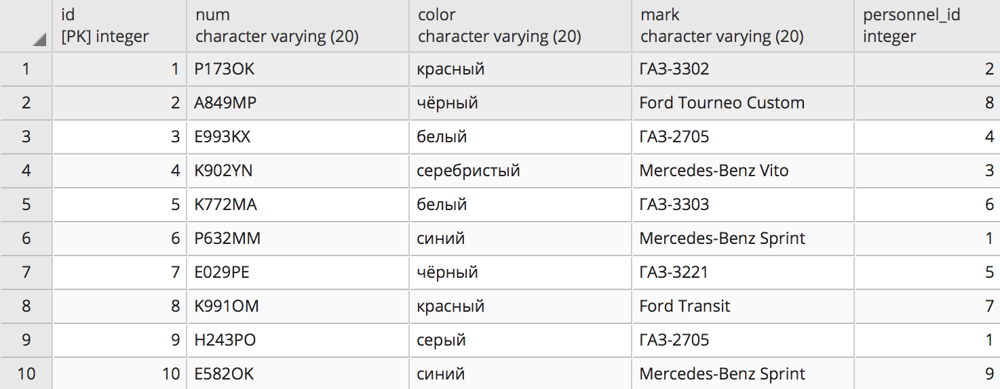 id num color mark personnel_id
[PK] integer character varying (20) character varying (20) character varying (20) integer
1 1 P173OK красный ГАЗ-3302 2
2 2 A849MP чёрный Ford Tourneo Custom 8
3 3 E993KX белый ГАЗ-2705 4
4 4 K902YN серебристый Mercedes-Benz Vito 3
5 5 K772MA белый ГАЗ-3303 6
6 6 P632MM синий Mercedes-Benz Sprint 1
7 7 E029PE чёрный ГАЗ-3221 5
8 8 K991OM красный Ford Transit 7
9 9 H243PO серый ГАЗ-2705 1
10 10 E582OK синий Mercedes-Benz Sprint 9